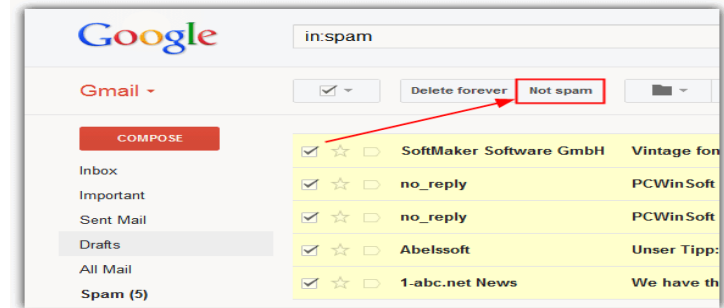 Google
in:spam
Gmail
Delete forever
Not spam
COMPOSE
Inbox
Important
Sent Mail
Drafts
All Mail
Spam (5)
SoftMaker Software GmbH Vintage fon
no_reply PCWinSoft
no_reply PCWinSoft
Abelssoft Unser Tipp:
1-abc.net News We have th